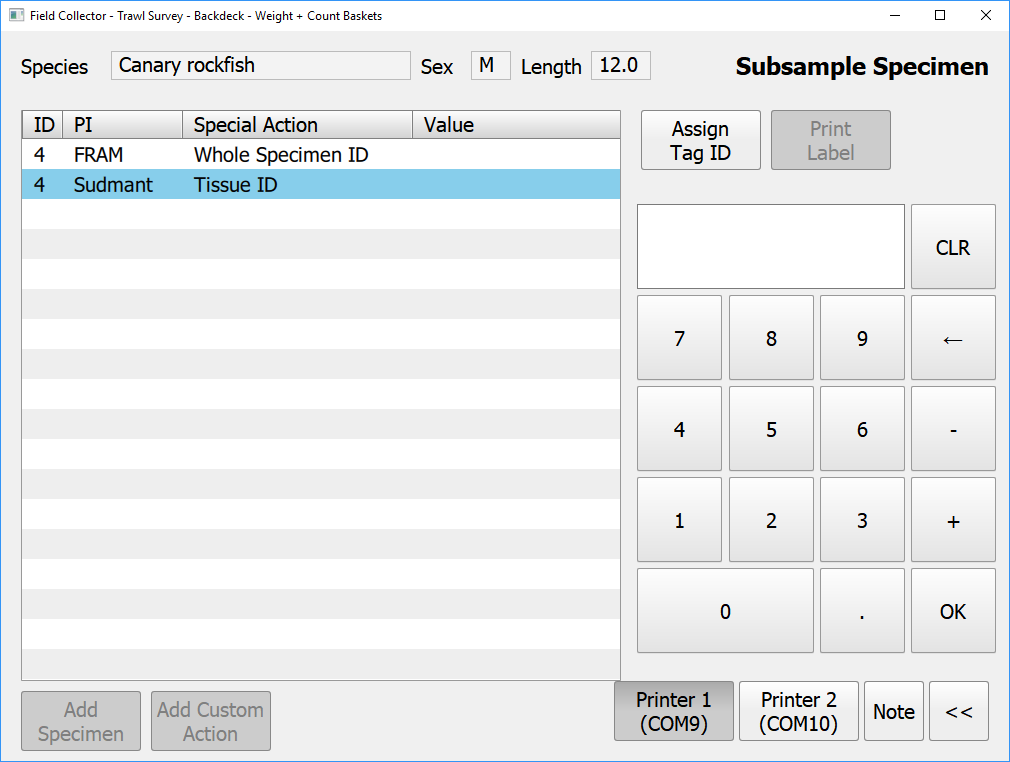 Field Collector - Trawl Survey - Backdeck - Weight + Count Baskets
Species Canary rockfish Sex M Length 12.0 Subsample Specimen
ID PI Special Action Value
4 FRAM Whole Specimen ID
4 Sudmant Tissue ID
Assign
Tag ID
Print
Label
CLR
7 8 9 ←
4 5 6 -
1 2 3 +
0 . OK
Add
Specimen
Add Custom
Action
Printer 1
(COM9)
Printer 2
(COM10)
Note
<<